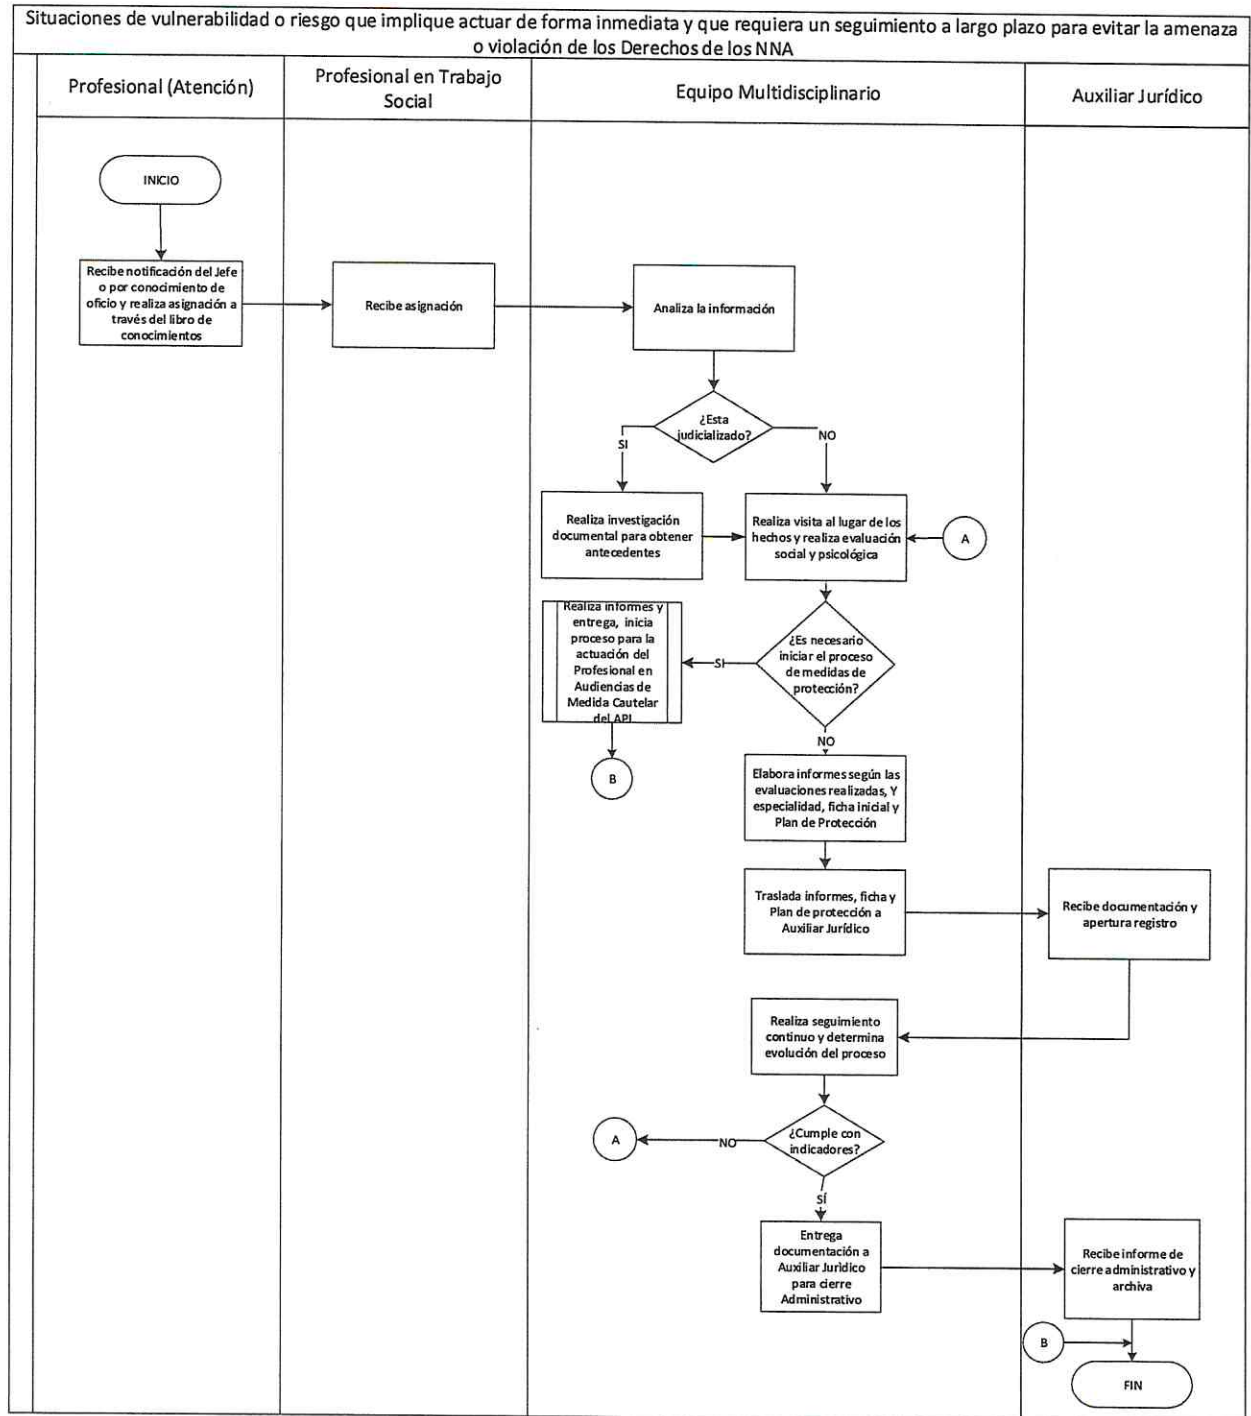 Situaciones de vulnerabilidad o riesgo que implique actuar de forma inmediata y que requiera un seguimiento a largo plazo para evitar la amenaza
o violación de los Derechos de los NNA
Profesional (Atención)
Profesional en Trabajo
Social
Equipo Multidisciplinario
Auxiliar Jurídico
INICIO
Recibe notificación del Jefe
o por conocimiento de
oficio y realiza asignación a
través del libro de
conocimientos
Recibe asignación
Analiza la información
¿Esta
judicializado?
SI
NO
Realiza investigación
documental para obtener
antecedentes
Realiza visita al lugar de los
hechos y realiza evaluación
social y psicológica
A
Realiza informes y
entrega, inicia
proceso para la
actuación del
Profesional en
Audiencias de
Medida Cautelar
del API
SI
¿Es necesario
iniciar el proceso
de medidas de
protección?
NO
B
Elabora informes según las
evaluaciones realizadas, Y
especialidad, ficha inicial y
Plan de Protección
Traslada informes, ficha y
Plan de protección a
Auxiliar Jurídico
Recibe documentación y
apertura registro
Realiza seguimiento
continuo y determina
evolución del proceso
A
NO
¿Cumple con
indicadores?
SÍ
Entrega
documentación a
Auxiliar Jurìdico
para cierre
Administrativo
Recibe informe de
cierre administrativo y
archiva
B
FIN